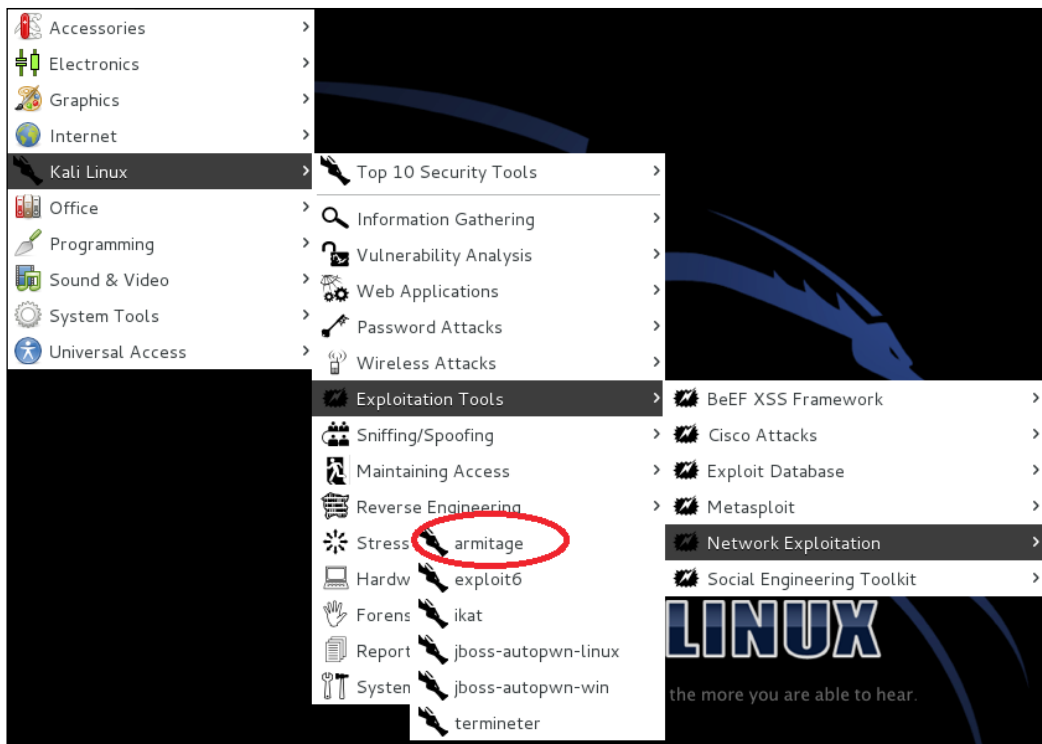 Accessories
Electronics
Graphics
Internet
Kali Linux
Office
Programming
Sound & Video
System Tools
Universal Access
Top 10 Security Tools
Information Gathering
Vulnerability Analysis
Web Applications
Password Attacks
Wireless Attacks
Exploitation Tools
Sniffing/Spoofing
Maintaining Access
Reverse Engineering
Stress
Hardw
Forens
Report
System
BeEF XSS Framework
Cisco Attacks
Exploit Database
Metasploit
Network Exploitation
Social Engineering Toolkit
armitage
exploit6
ikat
jboss-autopwn-linux
jboss-autopwn-win
termineter
LINUX
the more you are able to hear.